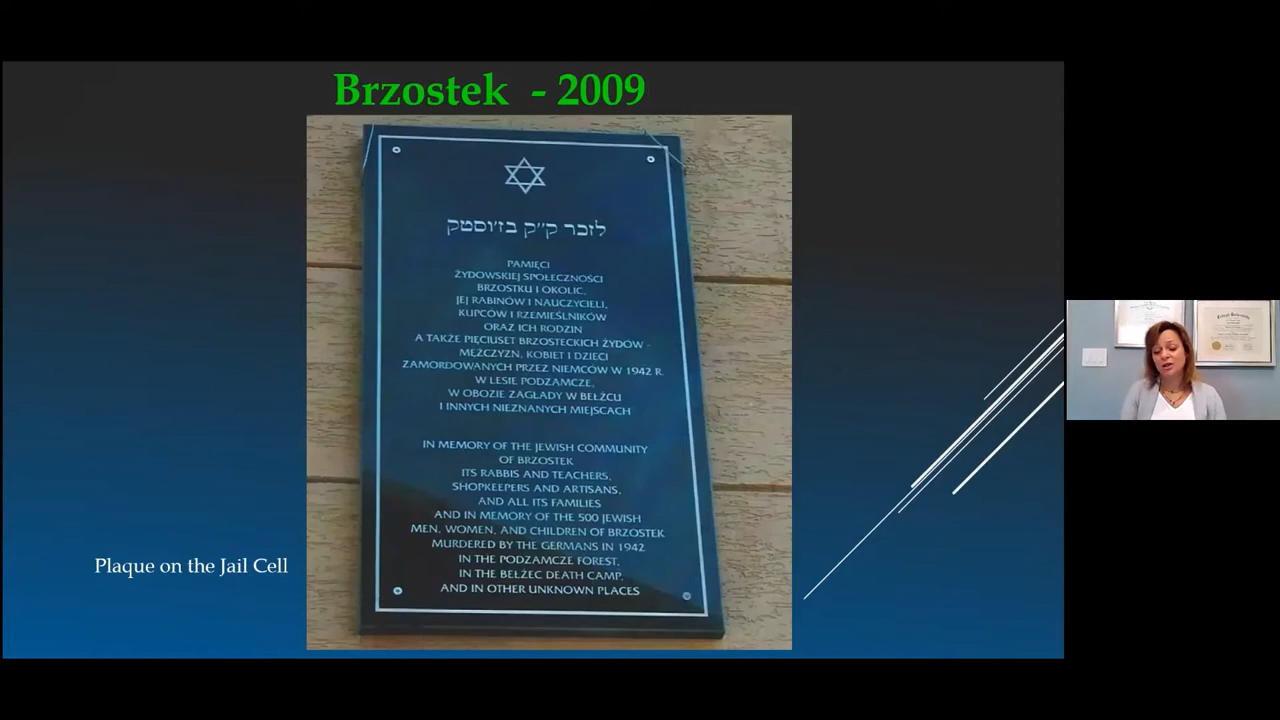 Brzostek - 2009
לזכר ק״ק בז׳וסטק
PAMIĘCI
ŻYDOWSKIEJ SPOŁECZNOŚCI
BRZOSTKU I OKOLIC,
JEJ RABINÓW I NAUCZYCIELI,
KUPCÓW I RZEMIEŚLNIKÓW
ORAZ ICH RODZIN
A TAKŻE PIĘCIUSET BRZOSTECKICH ŻYDÓW -
MĘŻCZYZN, KOBIET I DZIECI
ZAMORDOWANYCH PRZEZ NIEMCÓW W 1942 R.
W LESIE PODZAMCZE,
W OBOZIE ZAGŁADY W BEŁŻCU
I INNYCH NIEZNANYCH MIEJSCACH
IN MEMORY OF THE JEWISH COMMUNITY
OF BRZOSTEK
ITS RABBIS AND TEACHERS,
SHOPKEEPERS AND ARTISANS,
AND ALL ITS FAMILIES
AND IN MEMORY OF THE 500 JEWISH
MEN, WOMEN, AND CHILDREN OF BRZOSTEK
MURDERED BY THE GERMANS IN 1942
IN THE PODZAMCZE FOREST,
IN THE BEŁŻEC DEATH CAMP,
AND IN OTHER UNKNOWN PLACES
Plaque on the Jail Cell